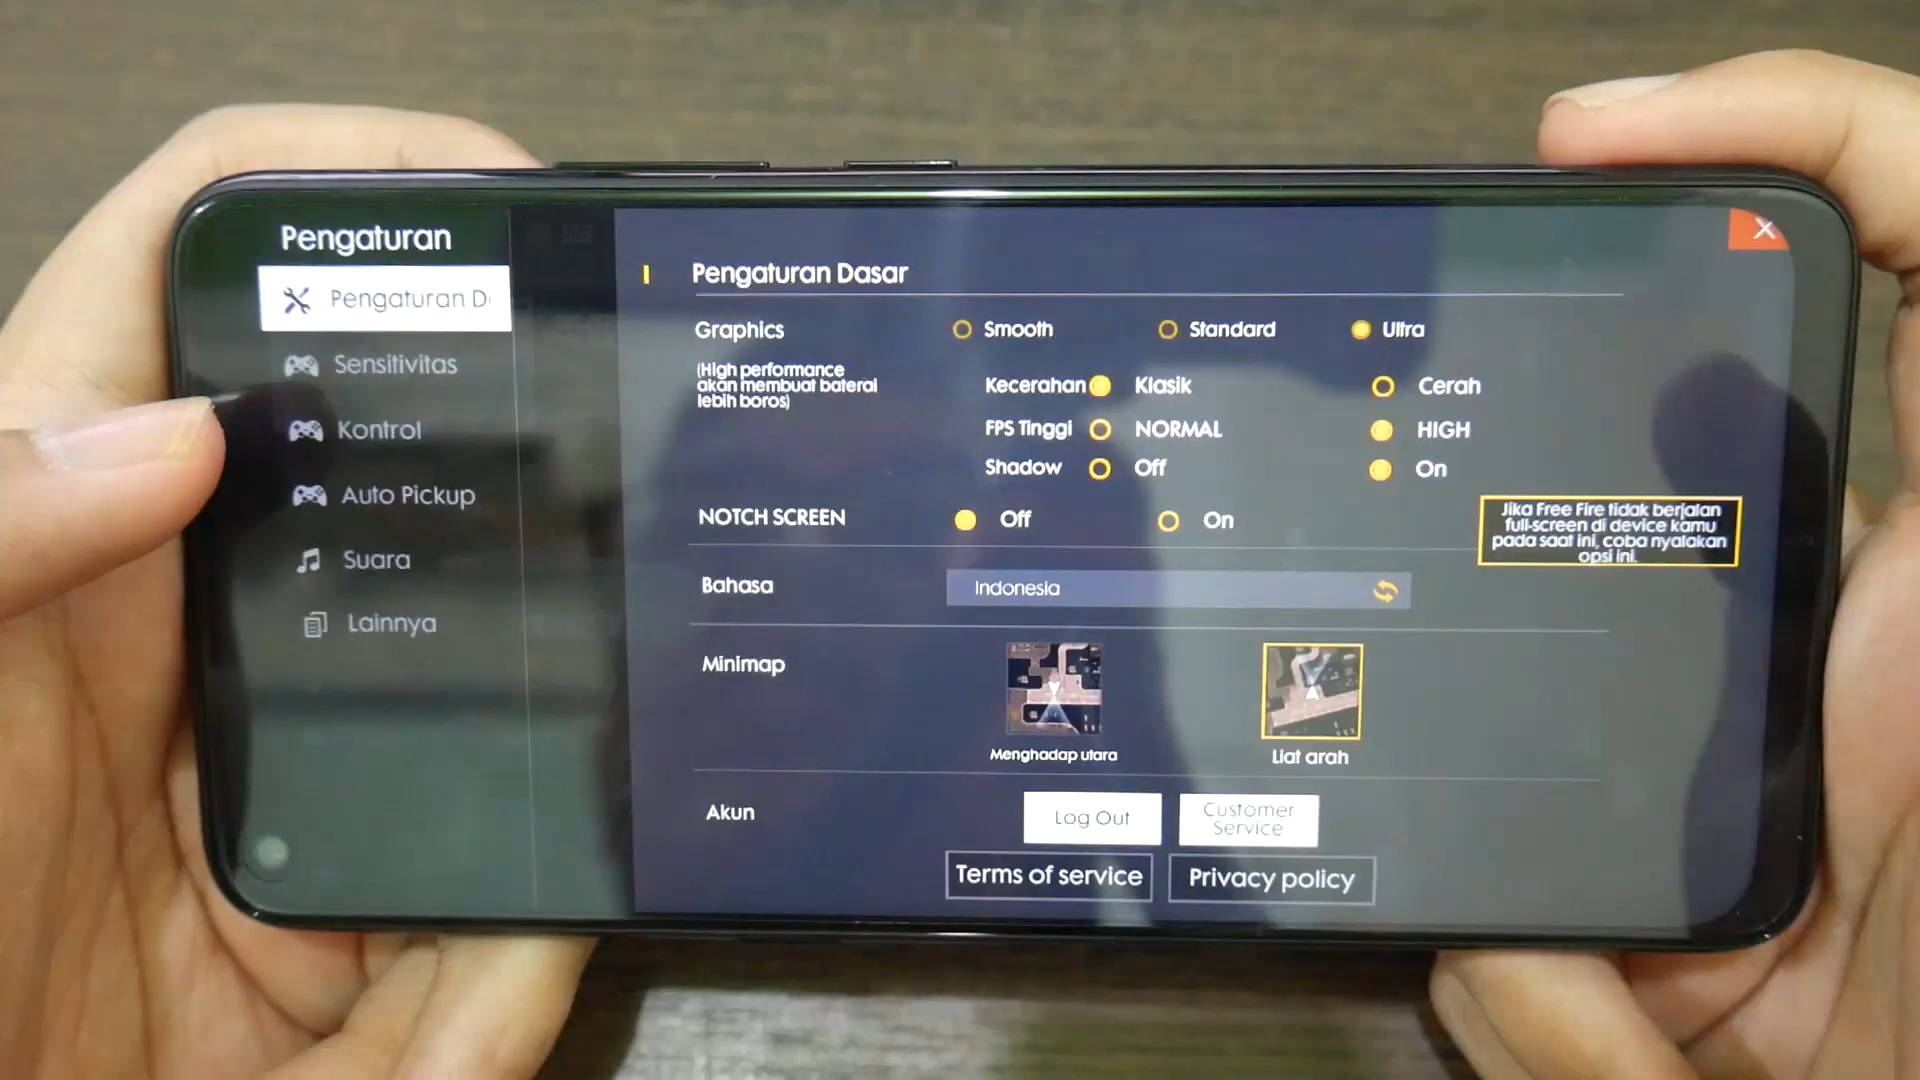 Pengaturan
Pengaturan D
Sensitivitas
Kontrol
Auto Pickup
Suara
Lainnya
Pengaturan Dasar
Graphics
Smooth
Standard
Ultra
(High performance
akan membuat baterai
lebih boros)
Kecerahan
Klasik
Cerah
FPS Tinggi
NORMAL
HIGH
Shadow
Off
On
NOTCH SCREEN
Off
On
Jika Free Fire tidak berjalan
full-screen di device kamu
pada saat ini, coba nyalakan
opsi ini.
Bahasa
Indonesia
Minimap
Menghadap utara
Liat arah
Akun
Log Out
Customer
Service
Terms of service
Privacy policy